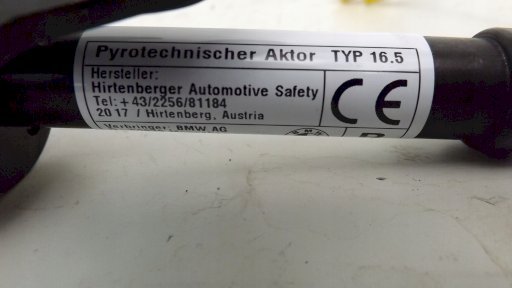 Pyrotechnischer Aktor TYP 16.5
Hersteller:
Hirtenberger Automotive Safety
Tel: +43/2256/81184
2017 / Hirtenberg, Austria
CE
Verbringer: BMW AG